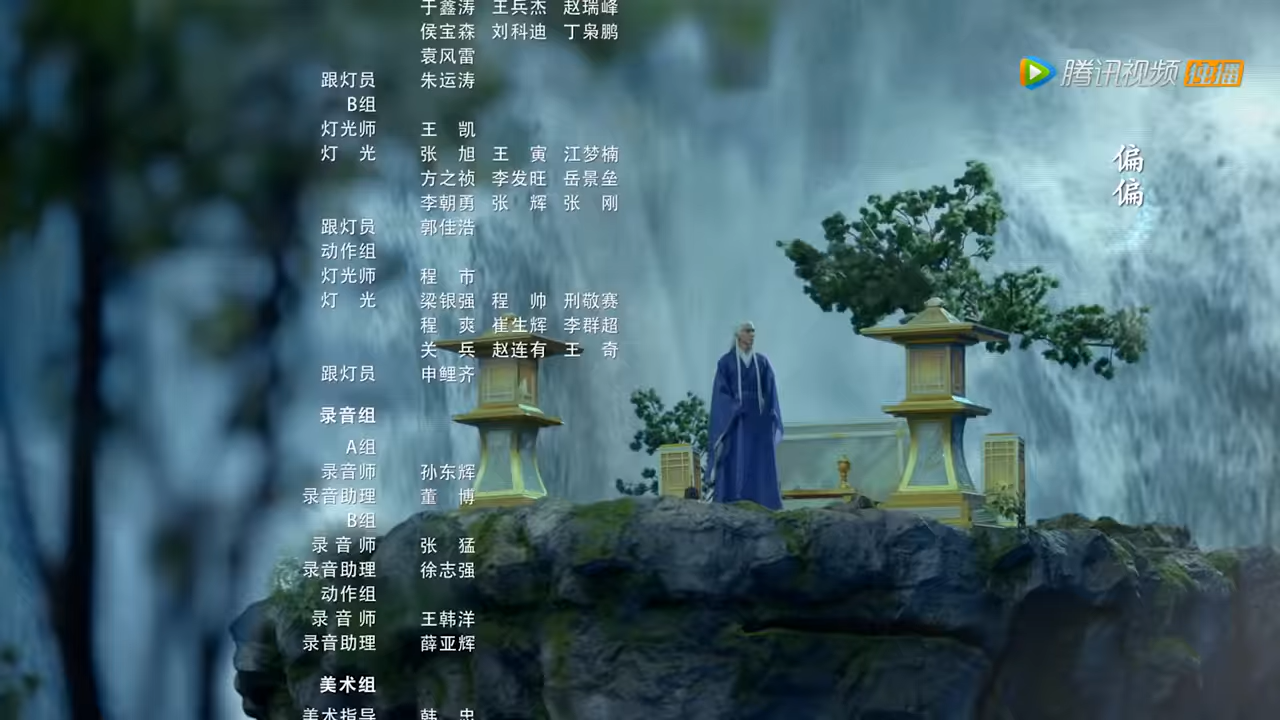 于鑫涛 王兵杰 赵瑞峰
侯宝森 刘科迪 丁枭鹏
袁风雷
跟灯员 朱运涛
B组
灯光师 王 凯
灯 光 张 旭 王 寅 江梦楠
方之祯 李发旺 岳景垒
李朝勇 张 辉 张 刚
跟灯员 郭佳浩
动作组
灯光师 程 市
灯 光 梁银强 程 帅 刑敬赛
程 爽 崔生辉 李群超
关 兵 赵连有 王 奇
跟灯员 申鲤齐
录音组
A组
录音师 孙东辉
录音助理 董 博
B组
录 音 师 张 猛
录音助理 徐志强
动作组
录 音 师 王韩洋
录音助理 薛亚辉
美术组
美术指导 韩 忠
腾讯视频 独播
偏偏